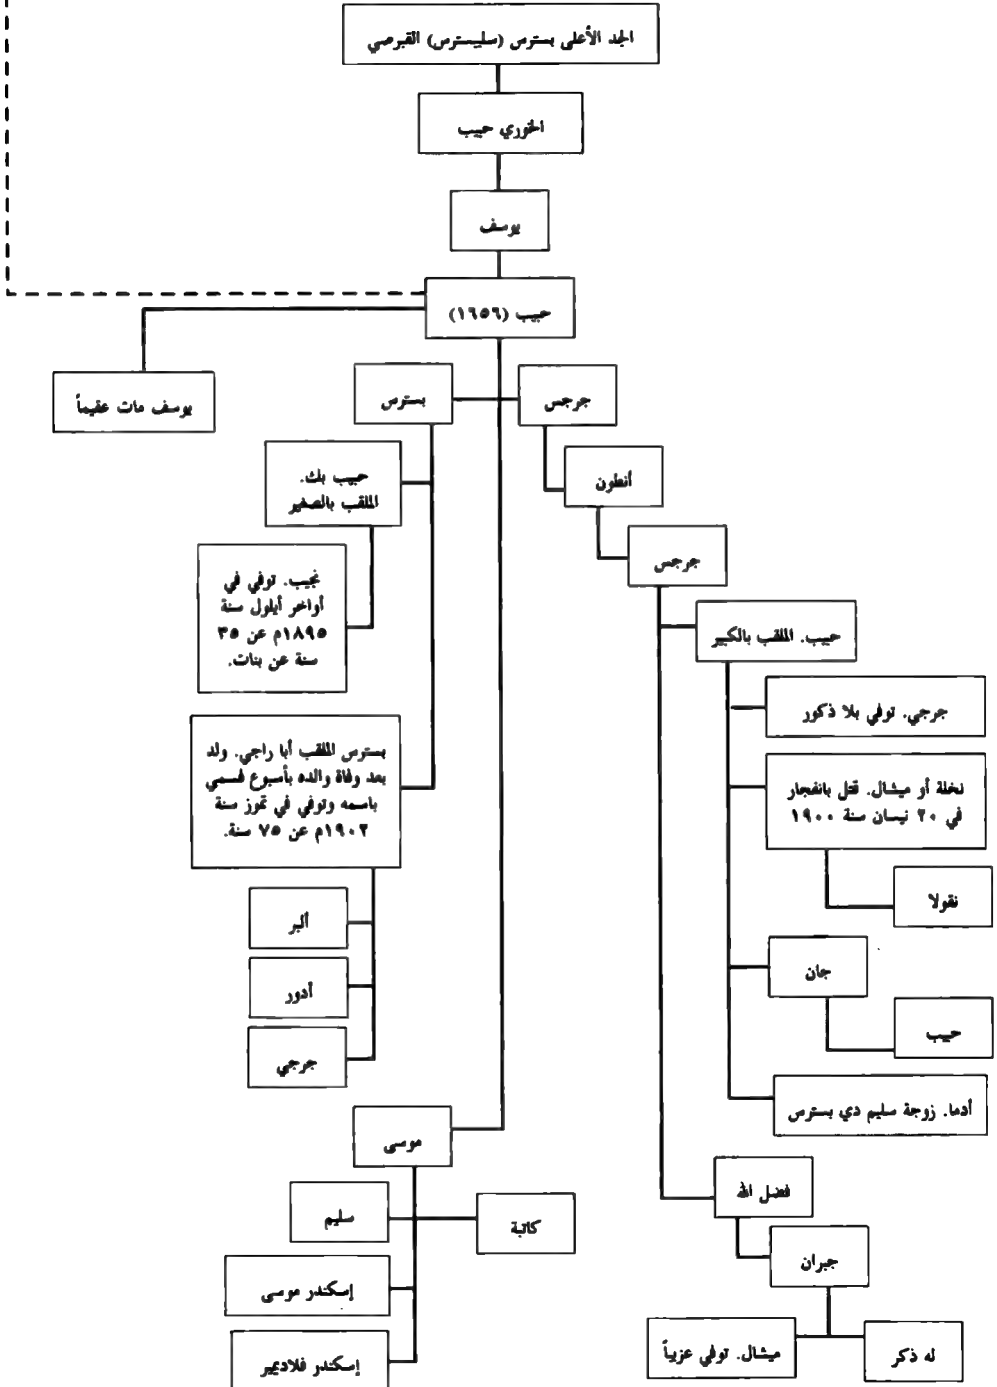 الجد الأعلى بسترس (سليسترس) القبرصي
الخوري حبيب
يوسف
حبيب (١٦٥٦)
يوسف مات عقيماً
بسترس
جرجس
حبيب بك.
الملقب بالصغير
أنطون
نجيب. توفي في
أواخر أيلول سنة
١٨٩٥م عن ٣٥
سنة عن بنات.
جرجس
حبيب. الملقب بالكبير
جرجي. توفي بلا ذكور
بسترس الملقب أبا راجي. ولد
بعد وفاة والده بأسبوع فسمي
باسمه وتوفي في تموز سنة
١٩٠٢م عن ٧٥ سنة.
نخلة أو ميشال. قتل بانفجار
في ٢٠ نيسان سنة ١٩٠٠
نقولا
ألبر
جان
أدور
حبيب
جرجي
أدما. زوجة سليم دي بسترس
موسى
فضل الله
سليم
كاتبة
جبران
إسكندر موسى
إسكندر فلاديمير
ميشال. توفي عزباً
له ذكر